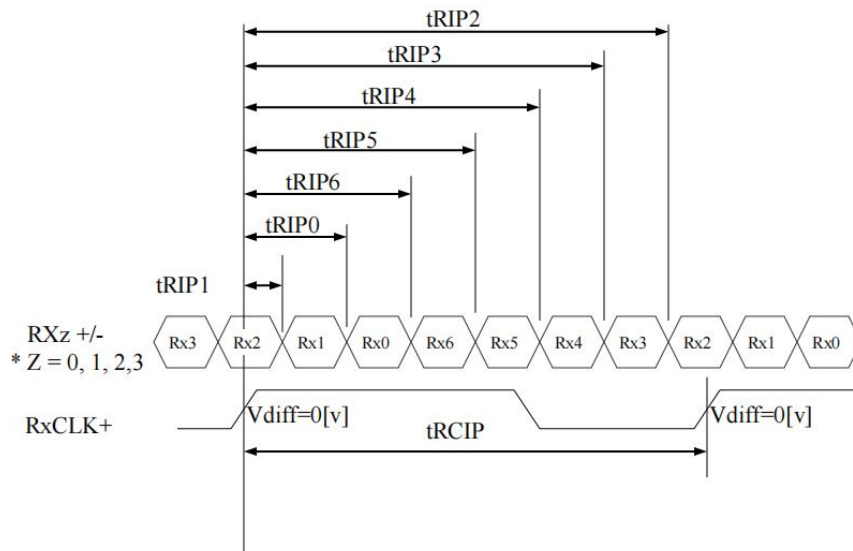 tRIP2
tRIP3
tRIP4
tRIP5
tRIP6
tRIP0
tRIP1
RXz +/-
* Z = 0, 1, 2,3
Rx3 Rx2 Rx1 Rx0 Rx6 Rx5 Rx4 Rx3 Rx2 Rx1 Rx0
RxCLK+
Vdiff=0[v] Vdiff=0[v]
tRCIP